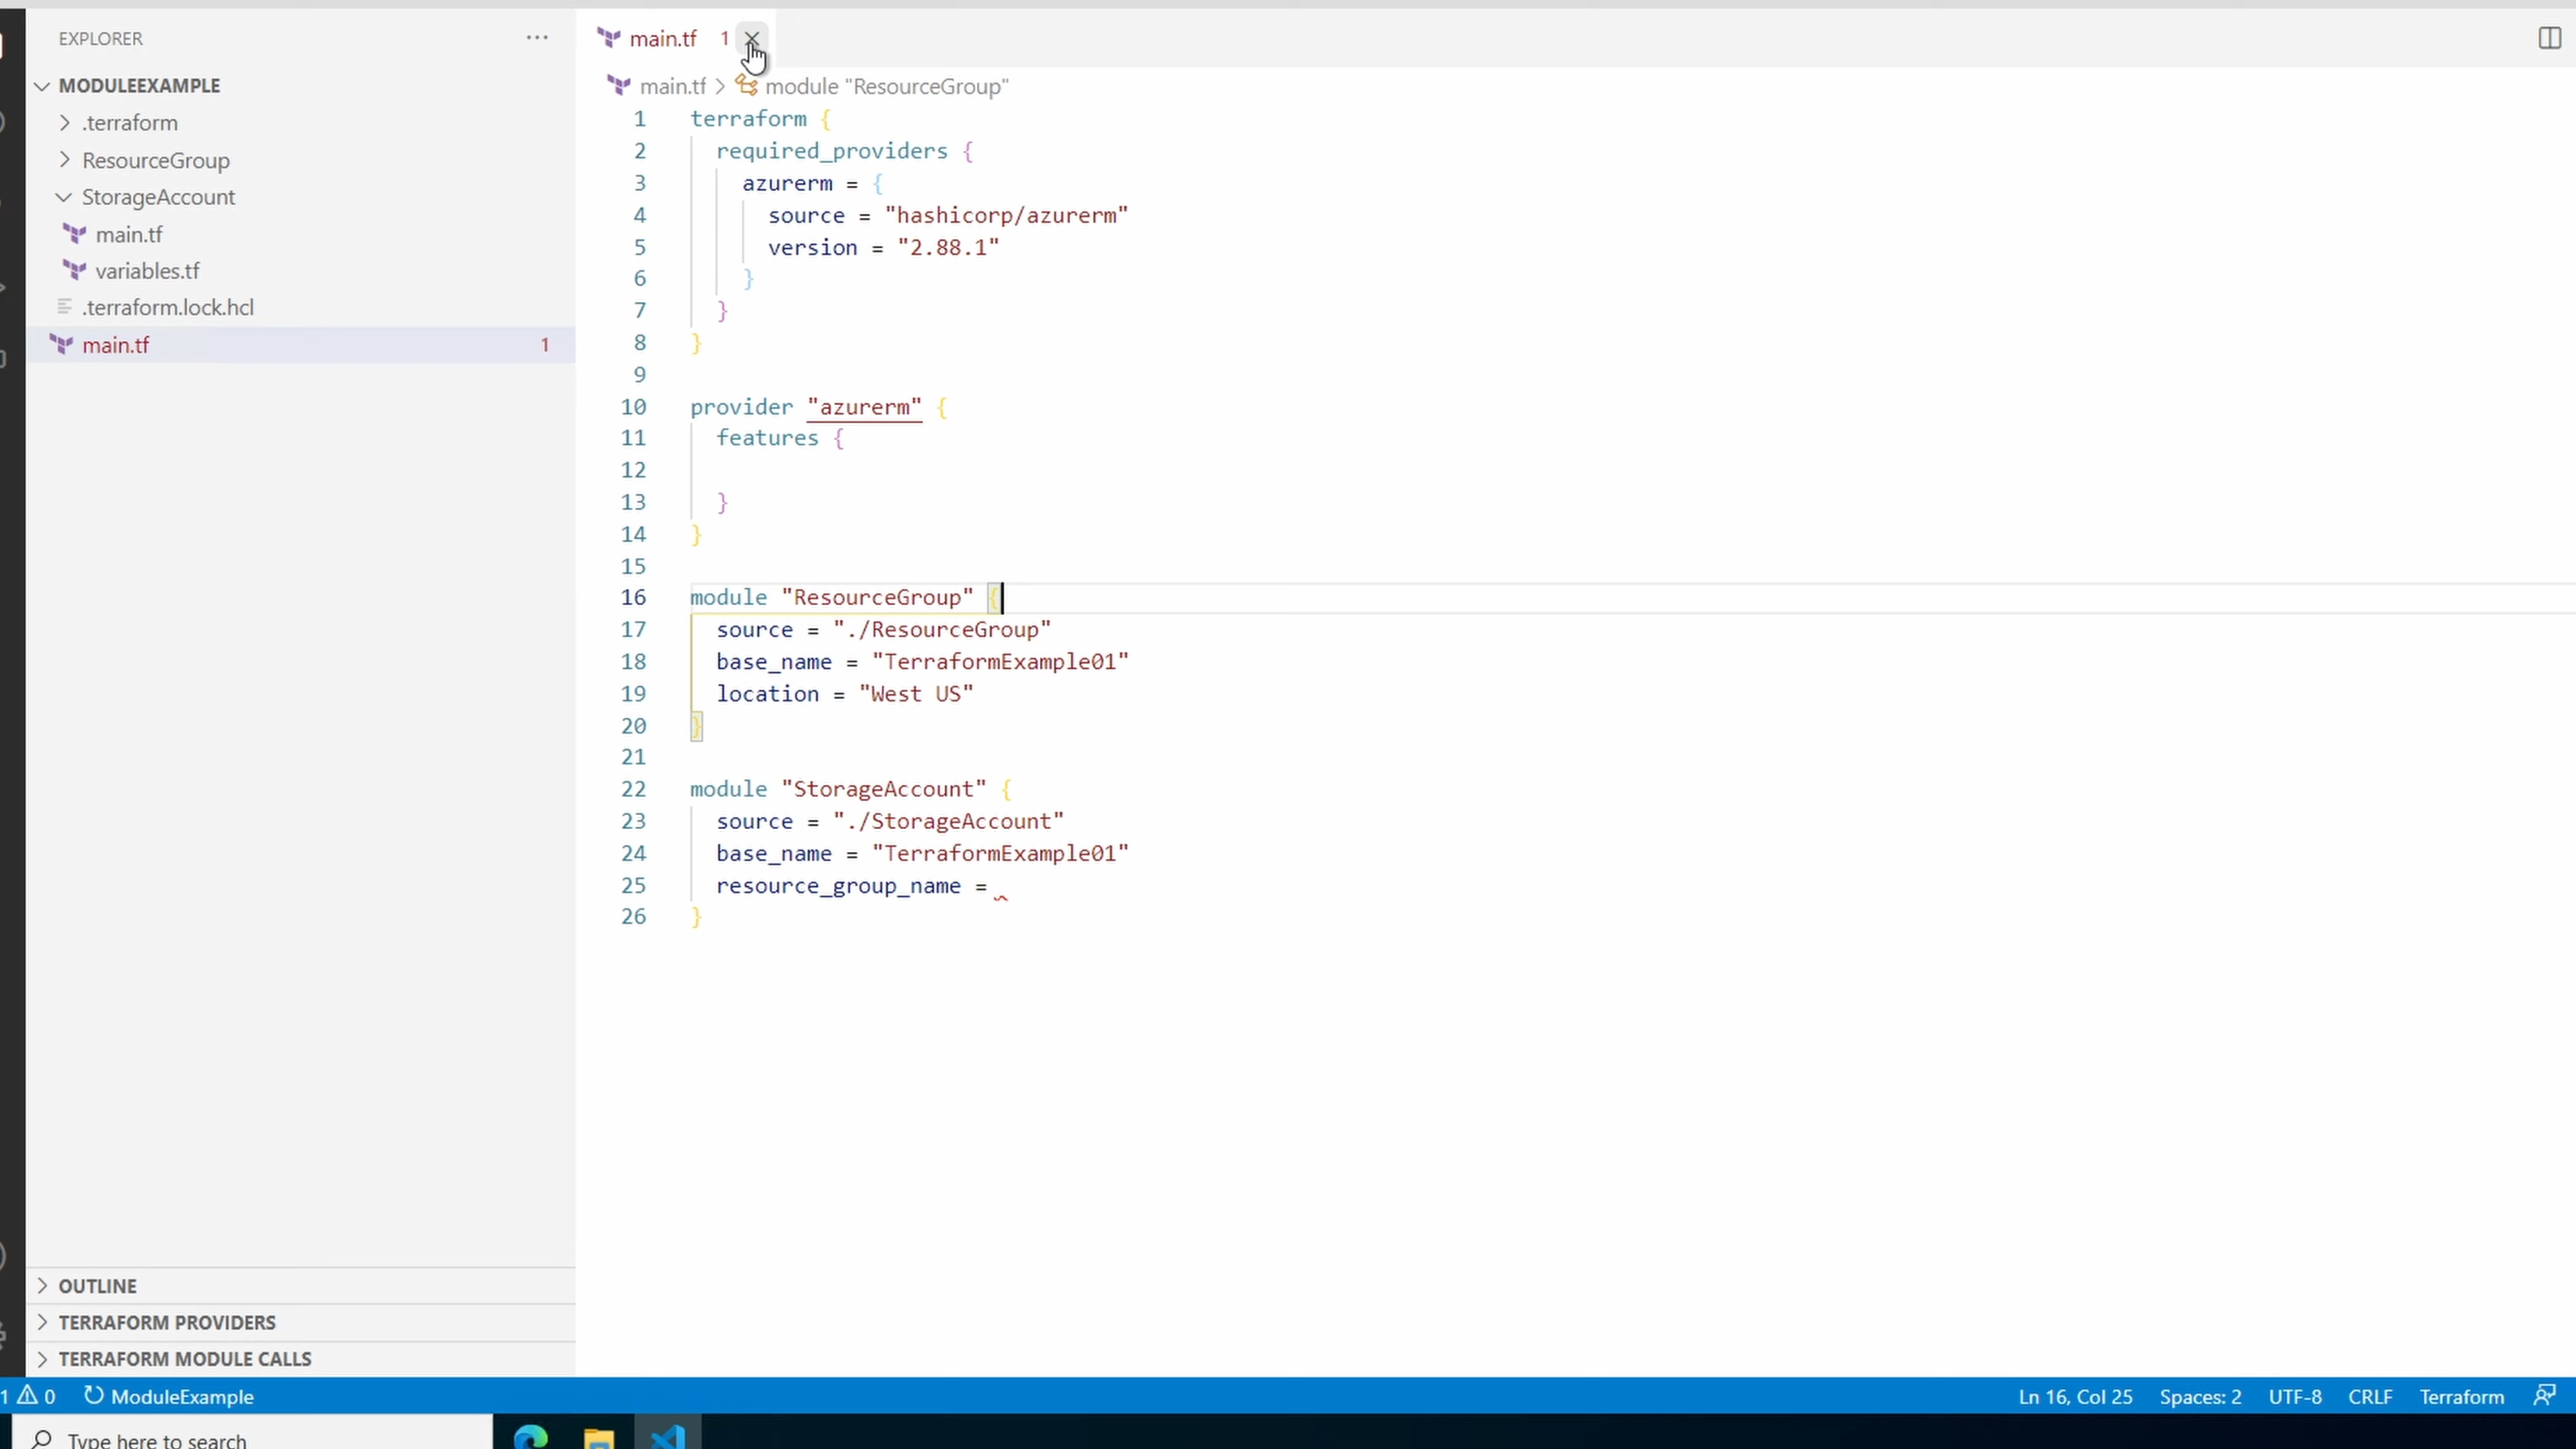 EXPLORER
MODULEEXAMPLE
.terraform
ResourceGroup
StorageAccount
main.tf
variables.tf
.terraform.lock.hcl
main.tf 1
OUTLINE
TERRAFORM PROVIDERS
TERRAFORM MODULE CALLS
main.tf 1
main.tf > module "ResourceGroup"
1 terraform {
2   required_providers {
3     azurerm = {
4       source = "hashicorp/azurerm"
5       version = "2.88.1"
6     }
7   }
8 }
9
10 provider "azurerm" {
11   features {
12
13   }
14 }
15
16 module "ResourceGroup" {
17   source = "./ResourceGroup"
18   base_name = "TerraformExample01"
19   location = "West US"
20 }
21
22 module "StorageAccount" {
23   source = "./StorageAccount"
24   base_name = "TerraformExample01"
25   resource_group_name =
26 }
1 0 ModuleExample Ln 16, Col 25 Spaces: 2 UTF-8 CRLF Terraform
Type here to search